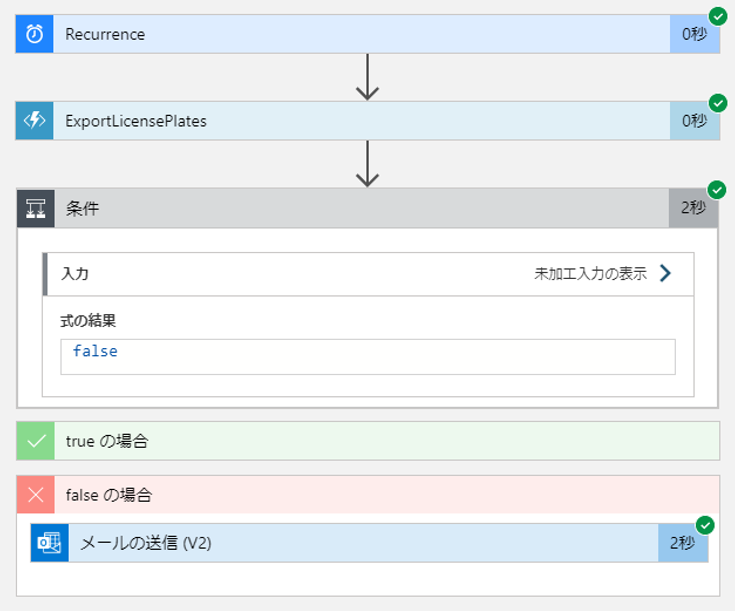 Recurrence
0秒
ExportLicensePlates
0秒
条件
2秒
入力
未加工入力の表示
式の結果
false
true の場合
false の場合
メールの送信 (V2)
2秒